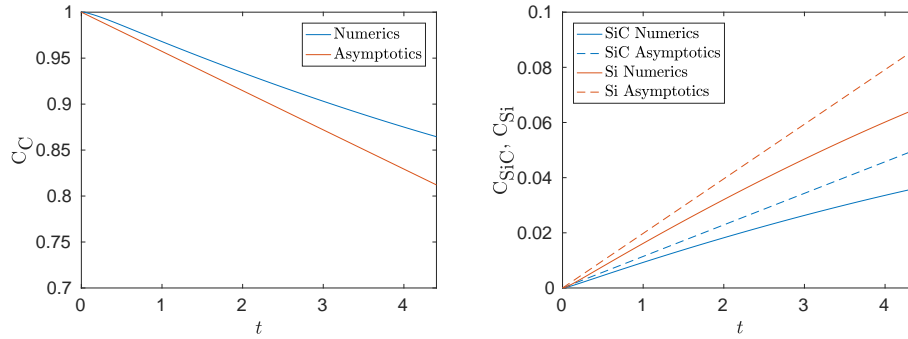 1
0.95
0.9
0.85
0.8
0.75
0.7
0 1 2 3 4
t
C_C
Numerics
Asymptotics
0.1
0.08
0.06
0.04
0.02
0
0 1 2 3 4
t
C_SiC, C_Si
SiC Numerics
SiC Asymptotics
Si Numerics
Si Asymptotics